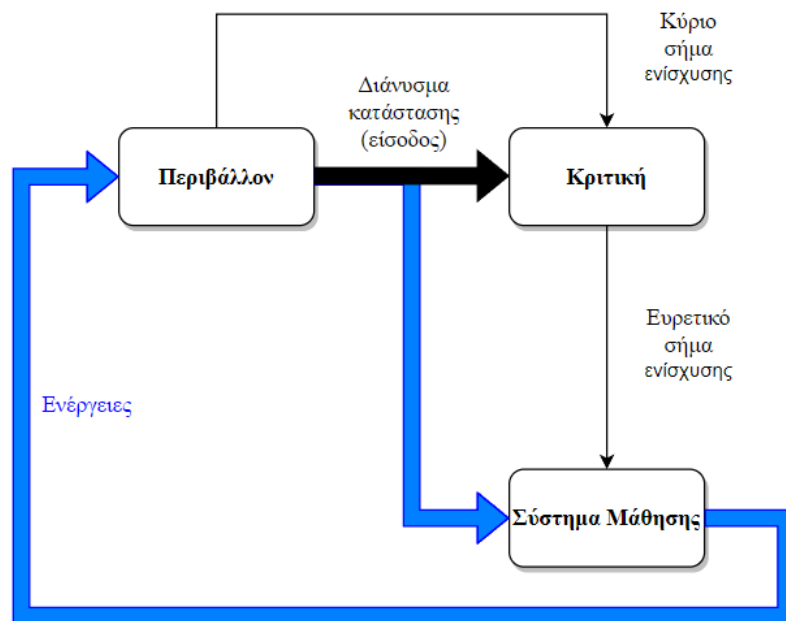 Κύριο
σήμα
ενίσχυσης
Διάνυσμα
κατάστασης
(είσοδος)
Περιβάλλον
Κριτική
Ευρετικό
σήμα
ενίσχυσης
Ενέργειες
Σύστημα Μάθησης